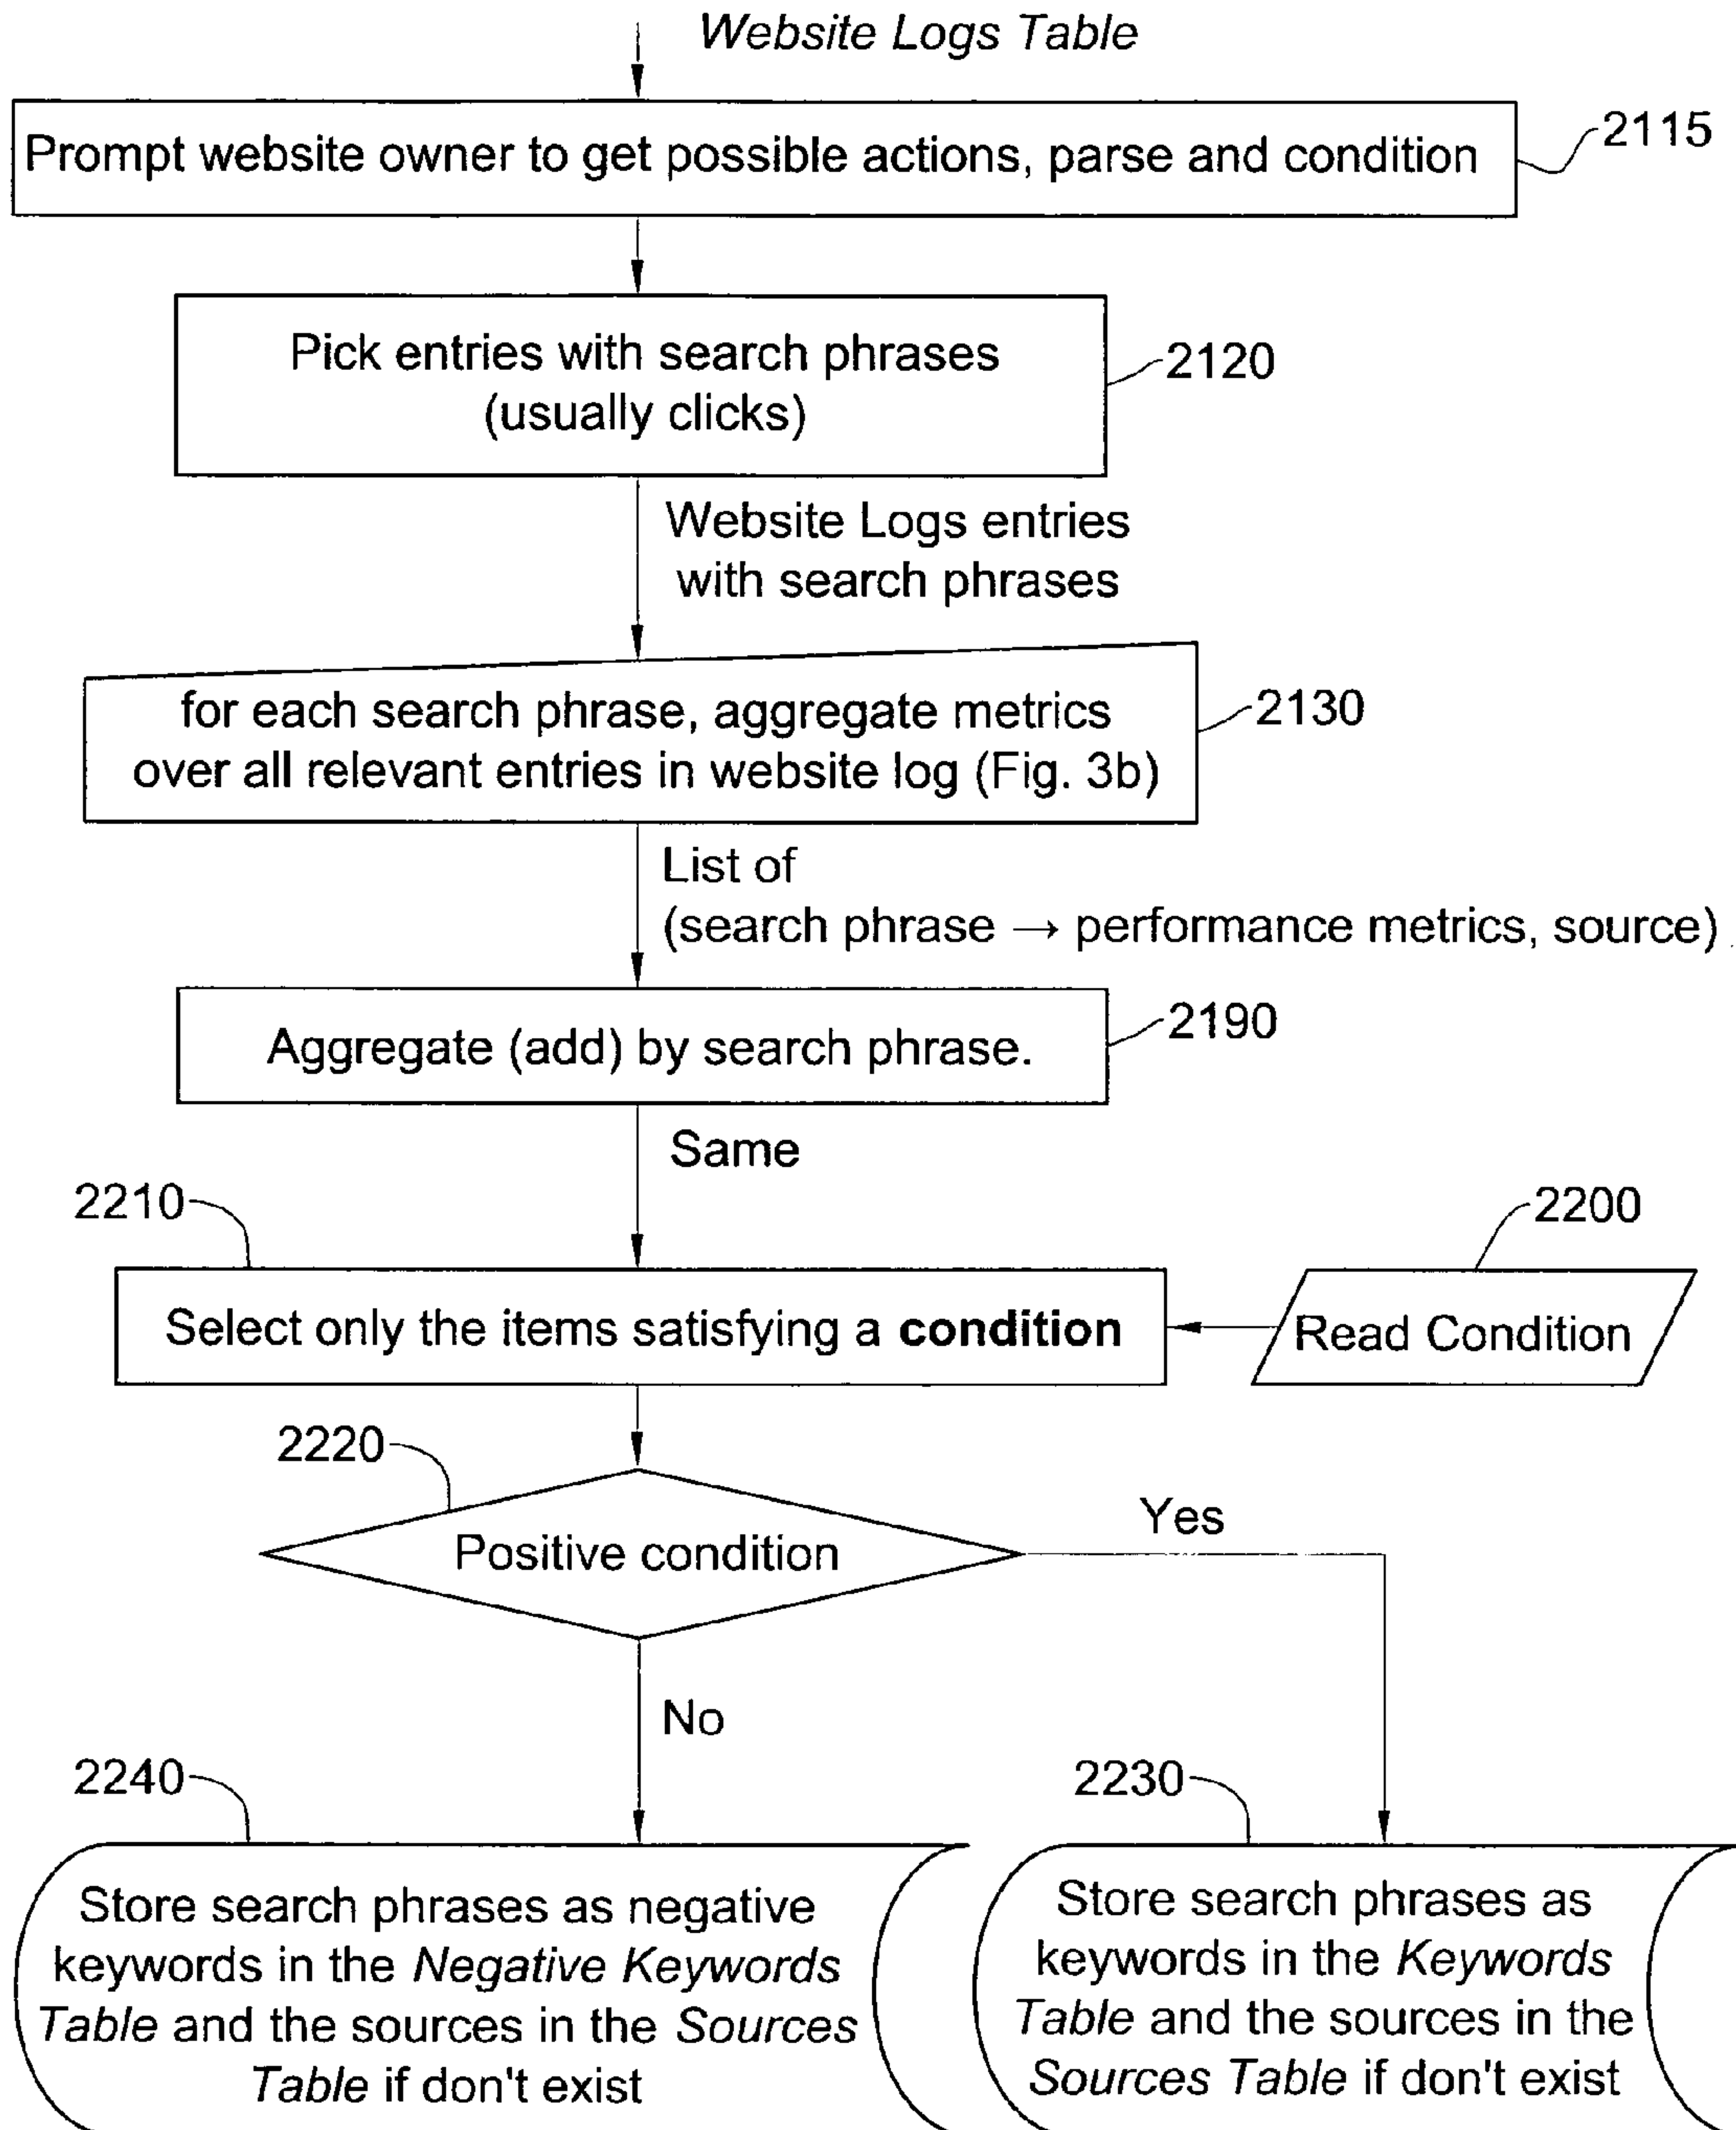 Website Logs Table
Prompt website owner to get possible actions, parse and condition
2115
Pick entries with search phrases
(usually clicks)
2120
Website Logs entries
with search phrases
for each search phrase, aggregate metrics
over all relevant entries in website log (Fig. 3b)
2130
List of
(search phrase → performance metrics, source)
Aggregate (add) by search phrase.
2190
Same
2210
2200
Select only the items satisfying a condition
Read Condition
2220
Positive condition
Yes
No
2240
2230
Store search phrases as negative
keywords in the Negative Keywords
Table and the sources in the Sources
Table if don't exist
Store search phrases as
keywords in the Keywords
Table and the sources in the
Sources Table if don't exist